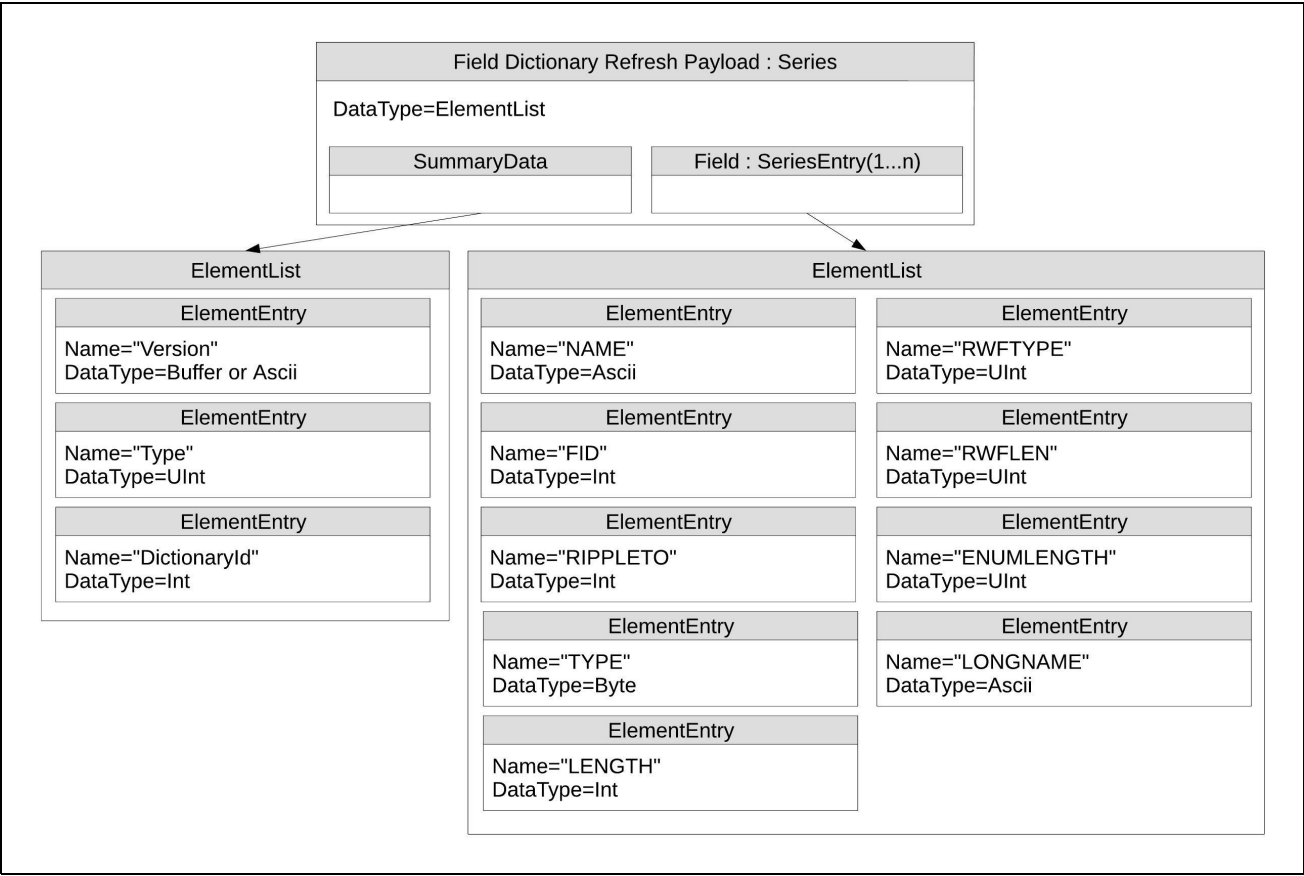 Field Dictionary Refresh Payload : Series
DataType=ElementList
SummaryData
Field : SeriesEntry(1...n)
ElementList
ElementEntry
Name="Version"
DataType=Buffer or Ascii
ElementEntry
Name="Type"
DataType=UInt
ElementEntry
Name="DictionaryId"
DataType=Int
ElementList
ElementEntry
Name="NAME"
DataType=Ascii
ElementEntry
Name="FID"
DataType=Int
ElementEntry
Name="RIPPLETO"
DataType=Int
ElementEntry
Name="TYPE"
DataType=Byte
ElementEntry
Name="LENGTH"
DataType=Int
ElementEntry
Name="RWFTYPE"
DataType=UInt
ElementEntry
Name="RWFLEN"
DataType=UInt
ElementEntry
Name="ENUMLENGTH"
DataType=UInt
ElementEntry
Name="LONGNAME"
DataType=Ascii